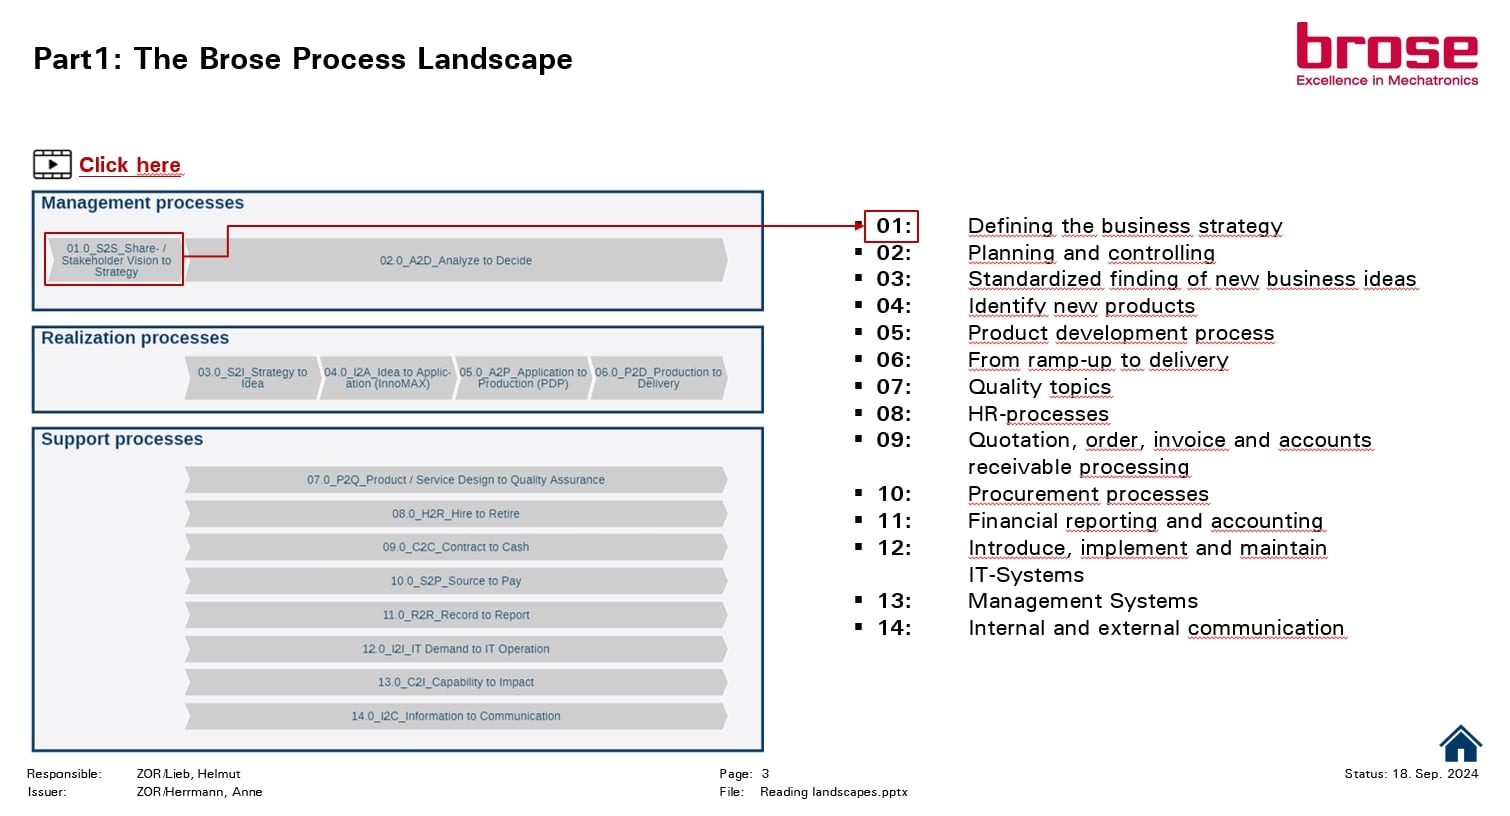 Part1: The Brose Process Landscape
brose
Excellence in Mechatronics
Click here
Management processes
01.0_S2S_Share- /
Stakeholder Vision to
Strategy
02.0_A2D_Analyze to Decide
Realization processes
03.0_S2I_Strategy to
Idea
04.0_I2A_Idea to Applic-
ation (InnoMAX)
05.0_A2P_Application to
Production (PDP)
06.0_P2D_Production to
Delivery
Support processes
07.0_P2Q_Product / Service Design to Quality Assurance
08.0_H2R_Hire to Retire
09.0_C2C_Contract to Cash
10.0_S2P_Source to Pay
11.0_R2R_Record to Report
12.0_I2I_IT Demand to IT Operation
13.0_C2I_Capability to Impact
14.0_I2C_Information to Communication
▪ 01: Defining the business strategy
▪ 02: Planning and controlling
▪ 03: Standardized finding of new business ideas
▪ 04: Identify new products
▪ 05: Product development process
▪ 06: From ramp-up to delivery
▪ 07: Quality topics
▪ 08: HR-processes
▪ 09: Quotation, order, invoice and accounts
receivable processing
▪ 10: Procurement processes
▪ 11: Financial reporting and accounting
▪ 12: Introduce, implement and maintain
IT-Systems
▪ 13: Management Systems
▪ 14: Internal and external communication
Responsible: ZOR/Lieb, Helmut
Issuer: ZOR/Herrmann, Anne
Page: 3
File: Reading landscapes.pptx
Status: 18. Sep. 2024